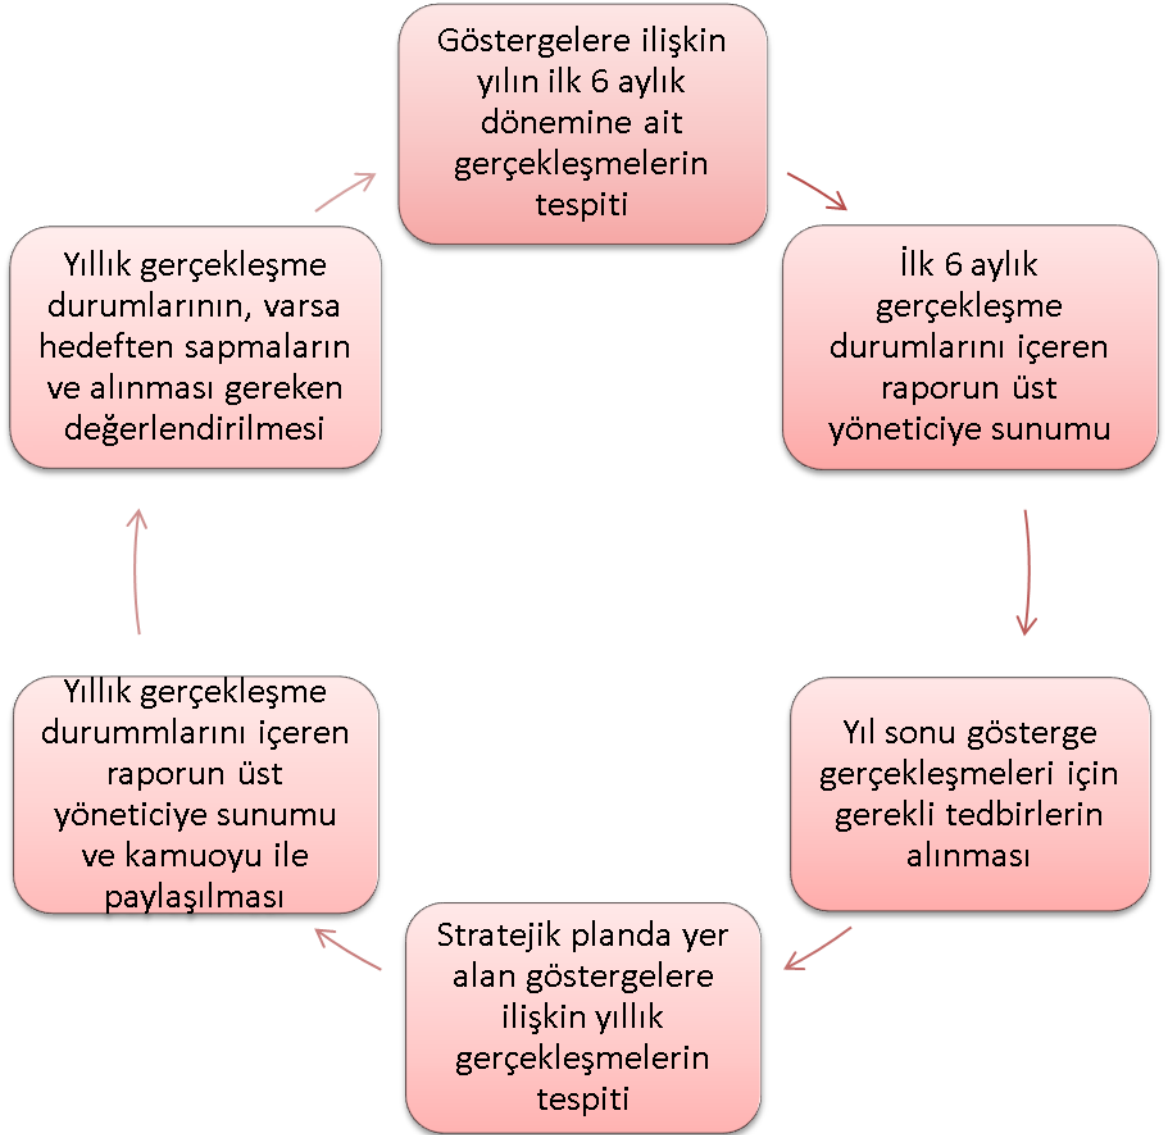 Göstergelere ilişkin
yılın ilk 6 aylık
dönemine ait
gerçekleşmelerin
tespiti
İlk 6 aylık
gerçekleşme
durumlarını içeren
raporun üst
yöneticiye sunumu
Yıl sonu gösterge
gerçekleşmeleri için
gerekli tedbirlerin
alınması
Stratejik planda yer
alan göstergelere
ilişkin yıllık
gerçekleşmelerin
tespiti
Yıllık gerçekleşme
durummlarını içeren
raporun üst
yöneticiye sunumu
ve kamuoyu ile
paylaşılması
Yıllık gerçekleşme
durumlarının, varsa
hedeften sapmaların
ve alınması gereken
değerlendirilmesi